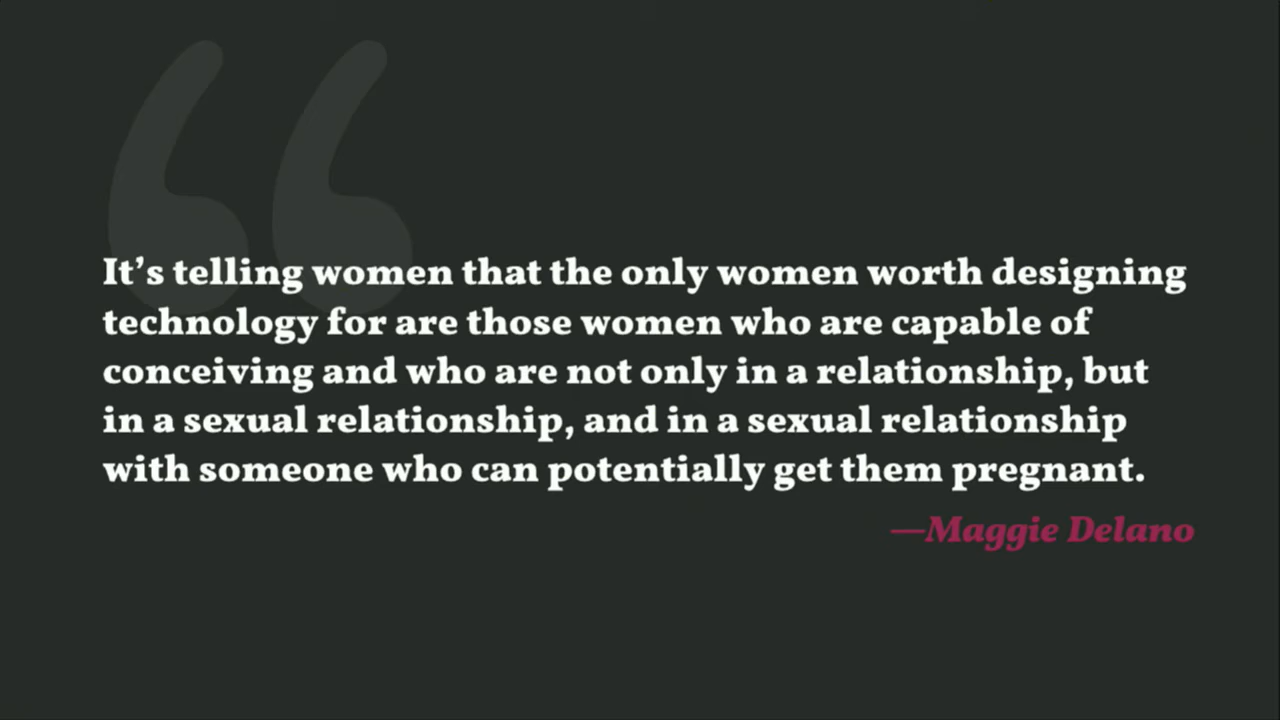 It’s telling women that the only women worth designing
technology for are those women who are capable of
conceiving and who are not only in a relationship, but
in a sexual relationship, and in a sexual relationship
with someone who can potentially get them pregnant.
—Maggie Delano